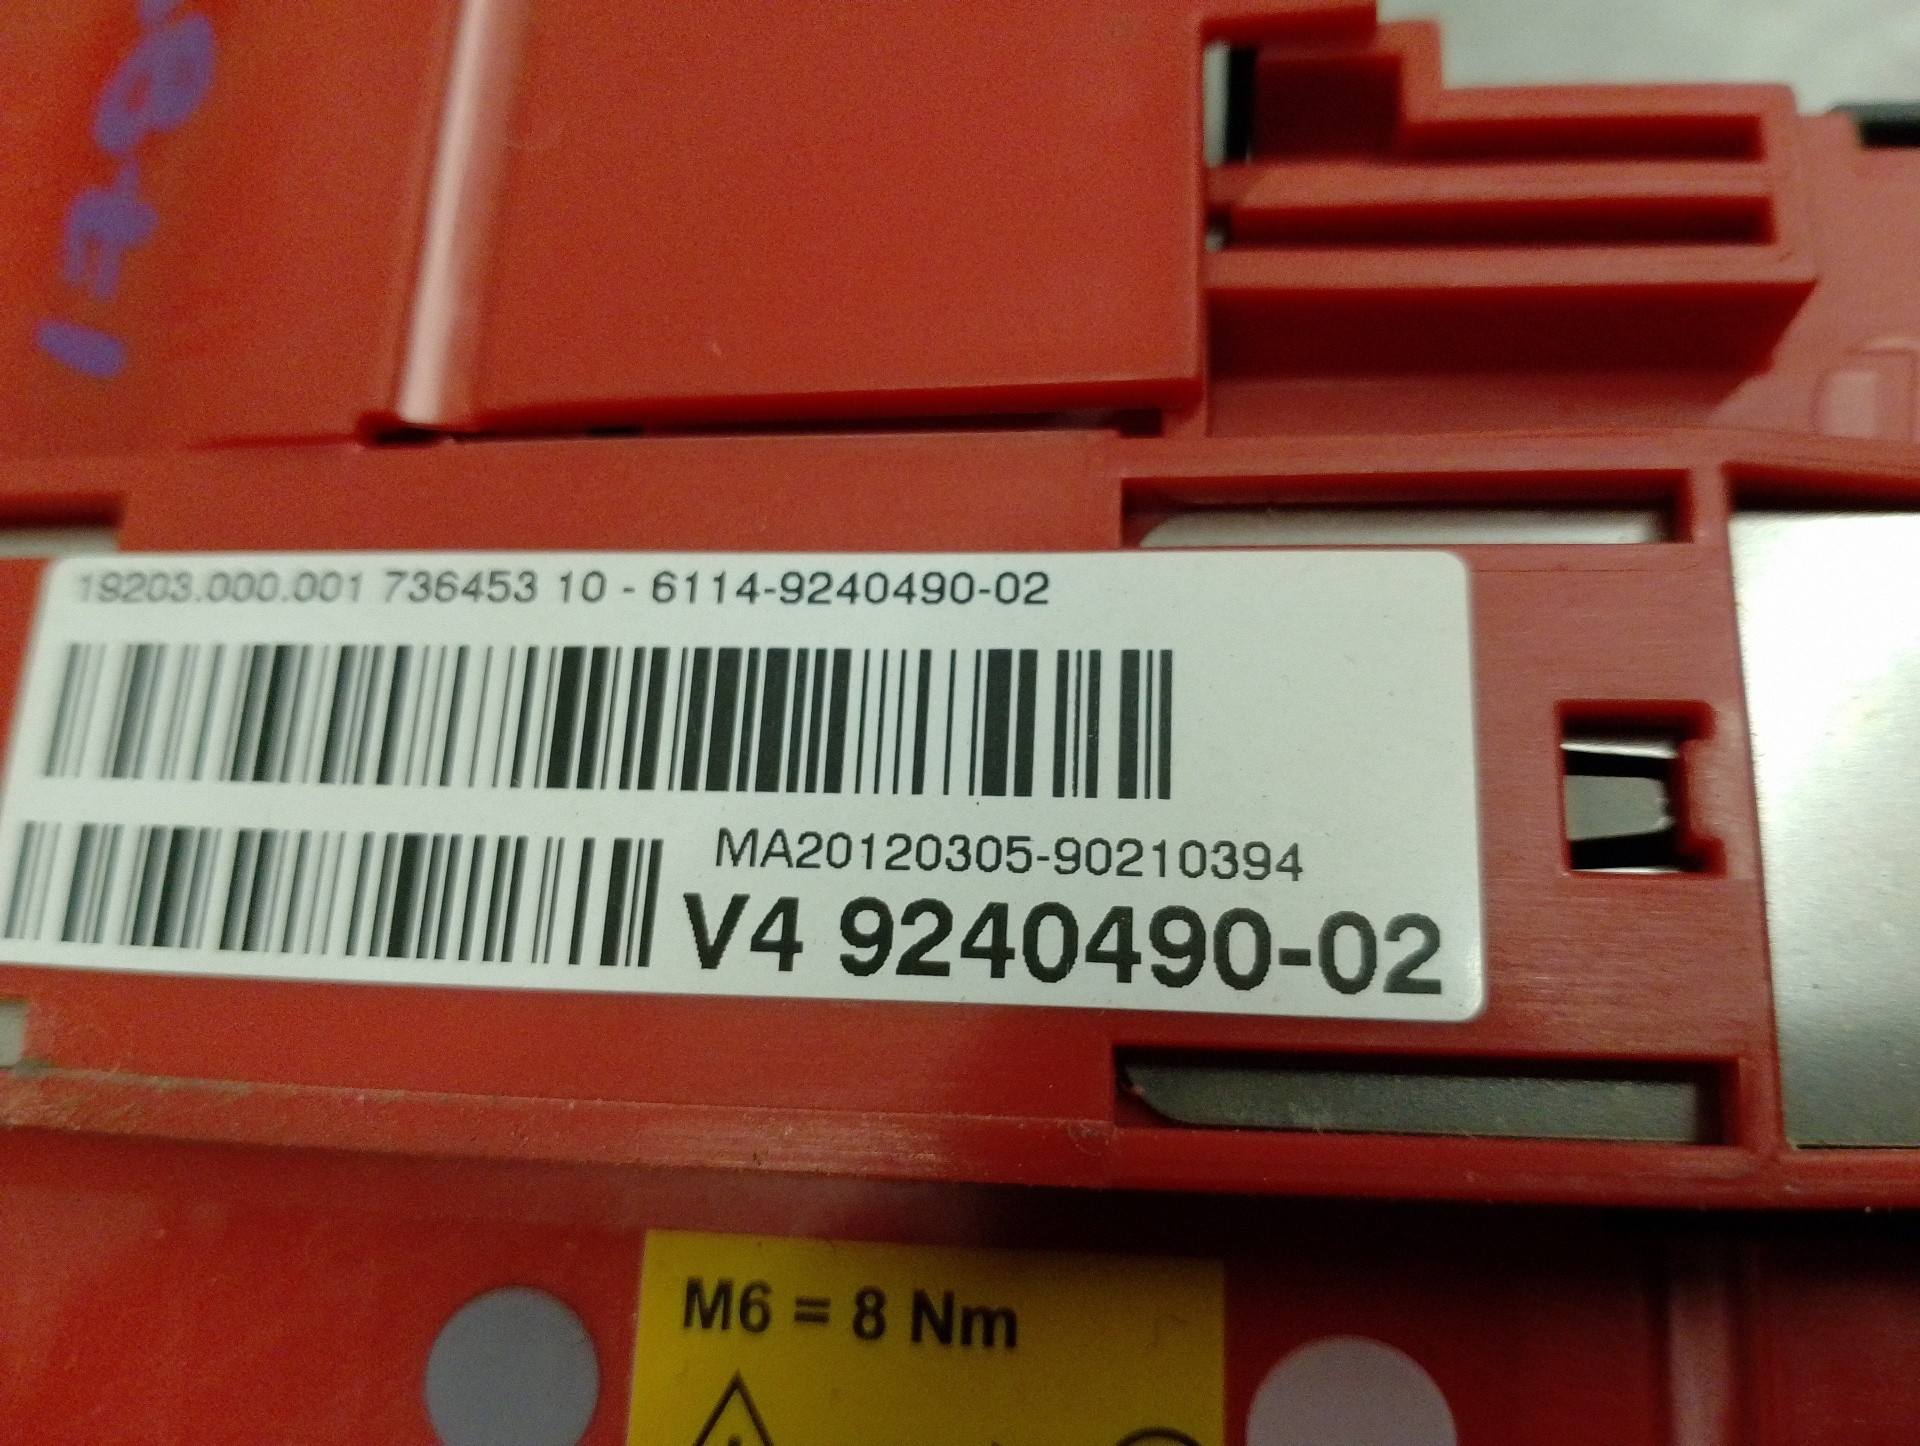 19203.000.001 736453 10 - 6114-9240490-02
MA20120305-90210394
V4 9240490-02
M6 = 8 Nm